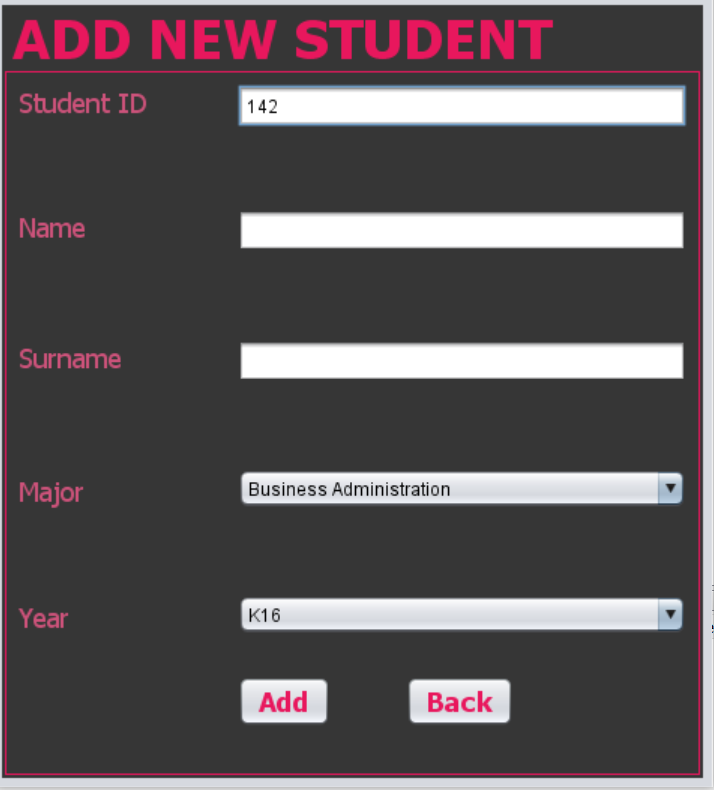 ADD NEW STUDENT
Student ID 142
Name
Surname
Major Business Administration
Year K16
Add Back